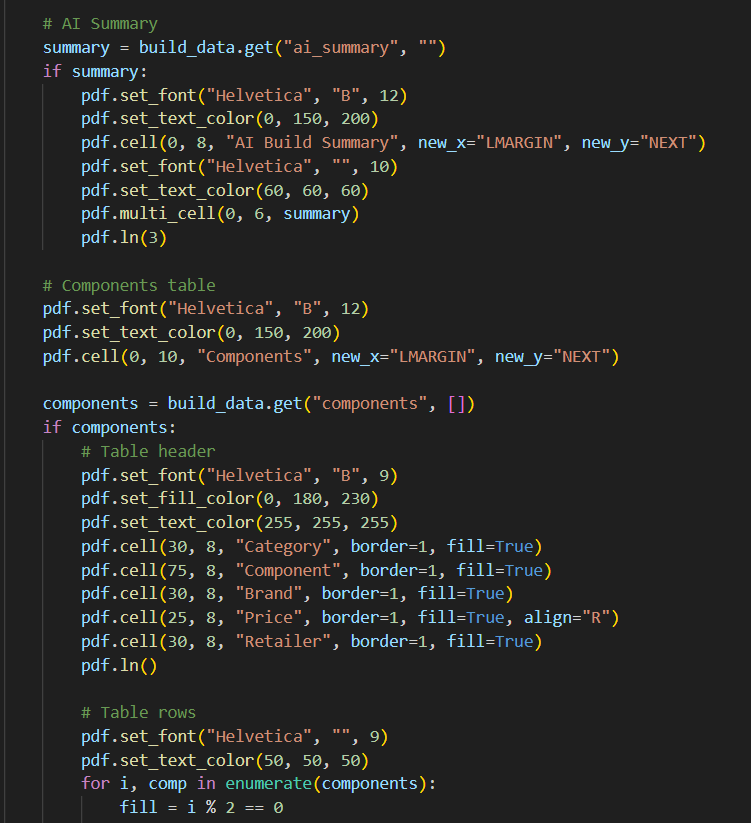 # AI Summary
summary = build_data.get("ai_summary", "")
if summary:
    pdf.set_font("Helvetica", "B", 12)
    pdf.set_text_color(0, 150, 200)
    pdf.cell(0, 8, "AI Build Summary", new_x="LMARGIN", new_y="NEXT")
    pdf.set_font("Helvetica", "", 10)
    pdf.set_text_color(60, 60, 60)
    pdf.multi_cell(0, 6, summary)
    pdf.ln(3)

# Components table
pdf.set_font("Helvetica", "B", 12)
pdf.set_text_color(0, 150, 200)
pdf.cell(0, 10, "Components", new_x="LMARGIN", new_y="NEXT")

components = build_data.get("components", [])
if components:
    # Table header
    pdf.set_font("Helvetica", "B", 9)
    pdf.set_fill_color(0, 180, 230)
    pdf.set_text_color(255, 255, 255)
    pdf.cell(30, 8, "Category", border=1, fill=True)
    pdf.cell(75, 8, "Component", border=1, fill=True)
    pdf.cell(30, 8, "Brand", border=1, fill=True)
    pdf.cell(25, 8, "Price", border=1, fill=True, align="R")
    pdf.cell(30, 8, "Retailer", border=1, fill=True)
    pdf.ln()

    # Table rows
    pdf.set_font("Helvetica", "", 9)
    pdf.set_text_color(50, 50, 50)
    for i, comp in enumerate(components):
        fill = i % 2 == 0